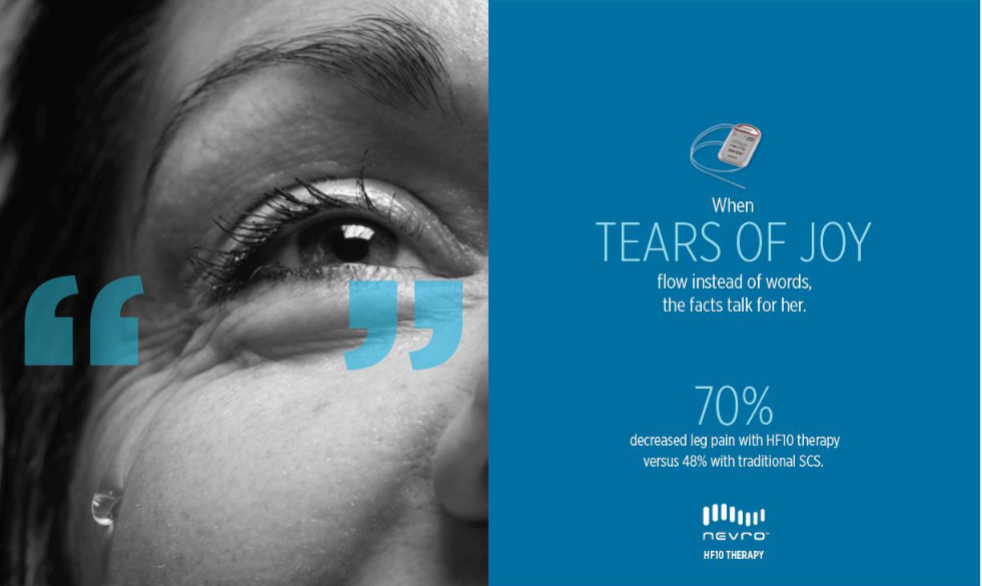 “ ”
When
TEARS OF JOY
flow instead of words,
the facts talk for her.
70%
decreased leg pain with HF10 therapy
versus 48% with traditional SCS.
nevro™
HF10 THERAPY